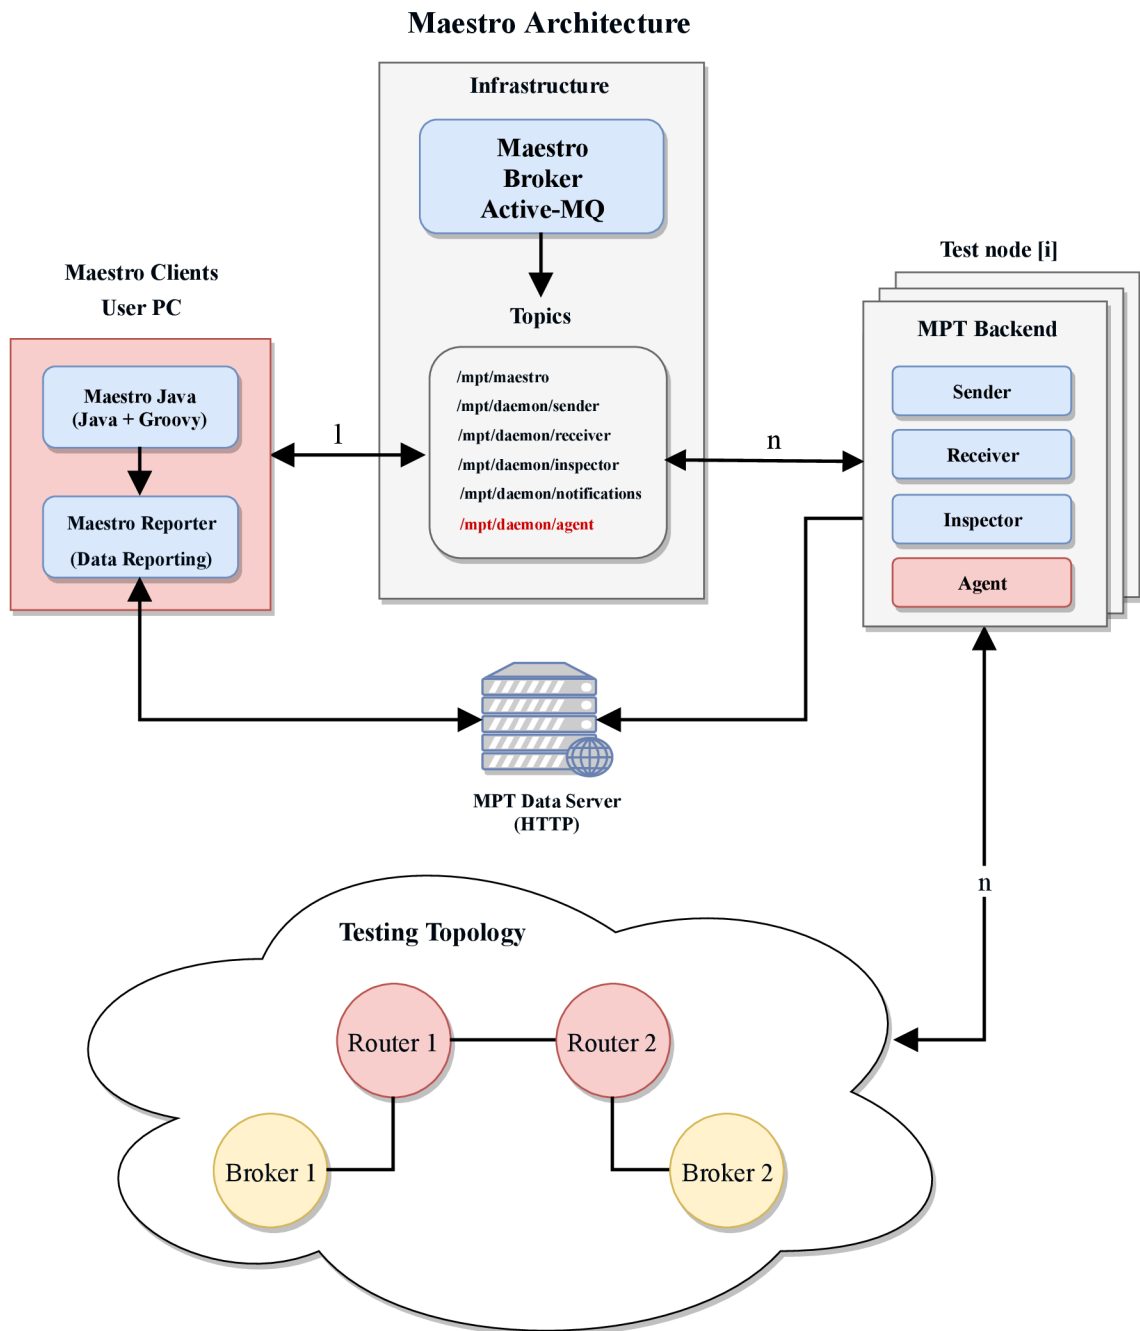 Maestro Architecture
Infrastructure
Maestro
Broker
Active-MQ
Topics
/mpt/maestro
/mpt/daemon/sender
/mpt/daemon/receiver
/mpt/daemon/inspector
/mpt/daemon/notifications
/mpt/daemon/agent
Maestro Clients
User PC
Maestro Java
(Java + Groovy)
Maestro Reporter
(Data Reporting)
1
n
Test node [i]
MPT Backend
Sender
Receiver
Inspector
Agent
MPT Data Server
(HTTP)
n
Testing Topology
Router 1
Router 2
Broker 1
Broker 2